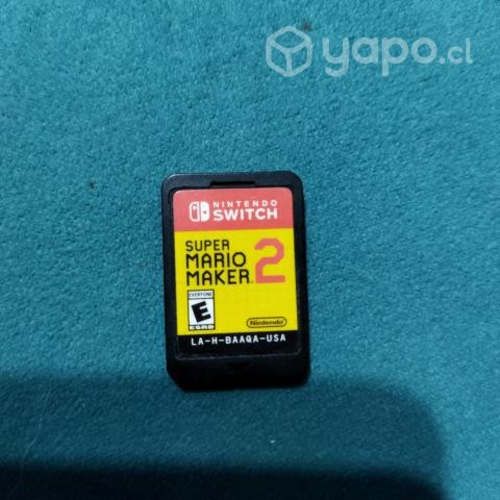 yapo.cl
NINTENDO
SWITCH
SUPER
MARIO
MAKER 2
EVERYONE
E
ESRB
Nintendo
LA-H-BAAQA-USA